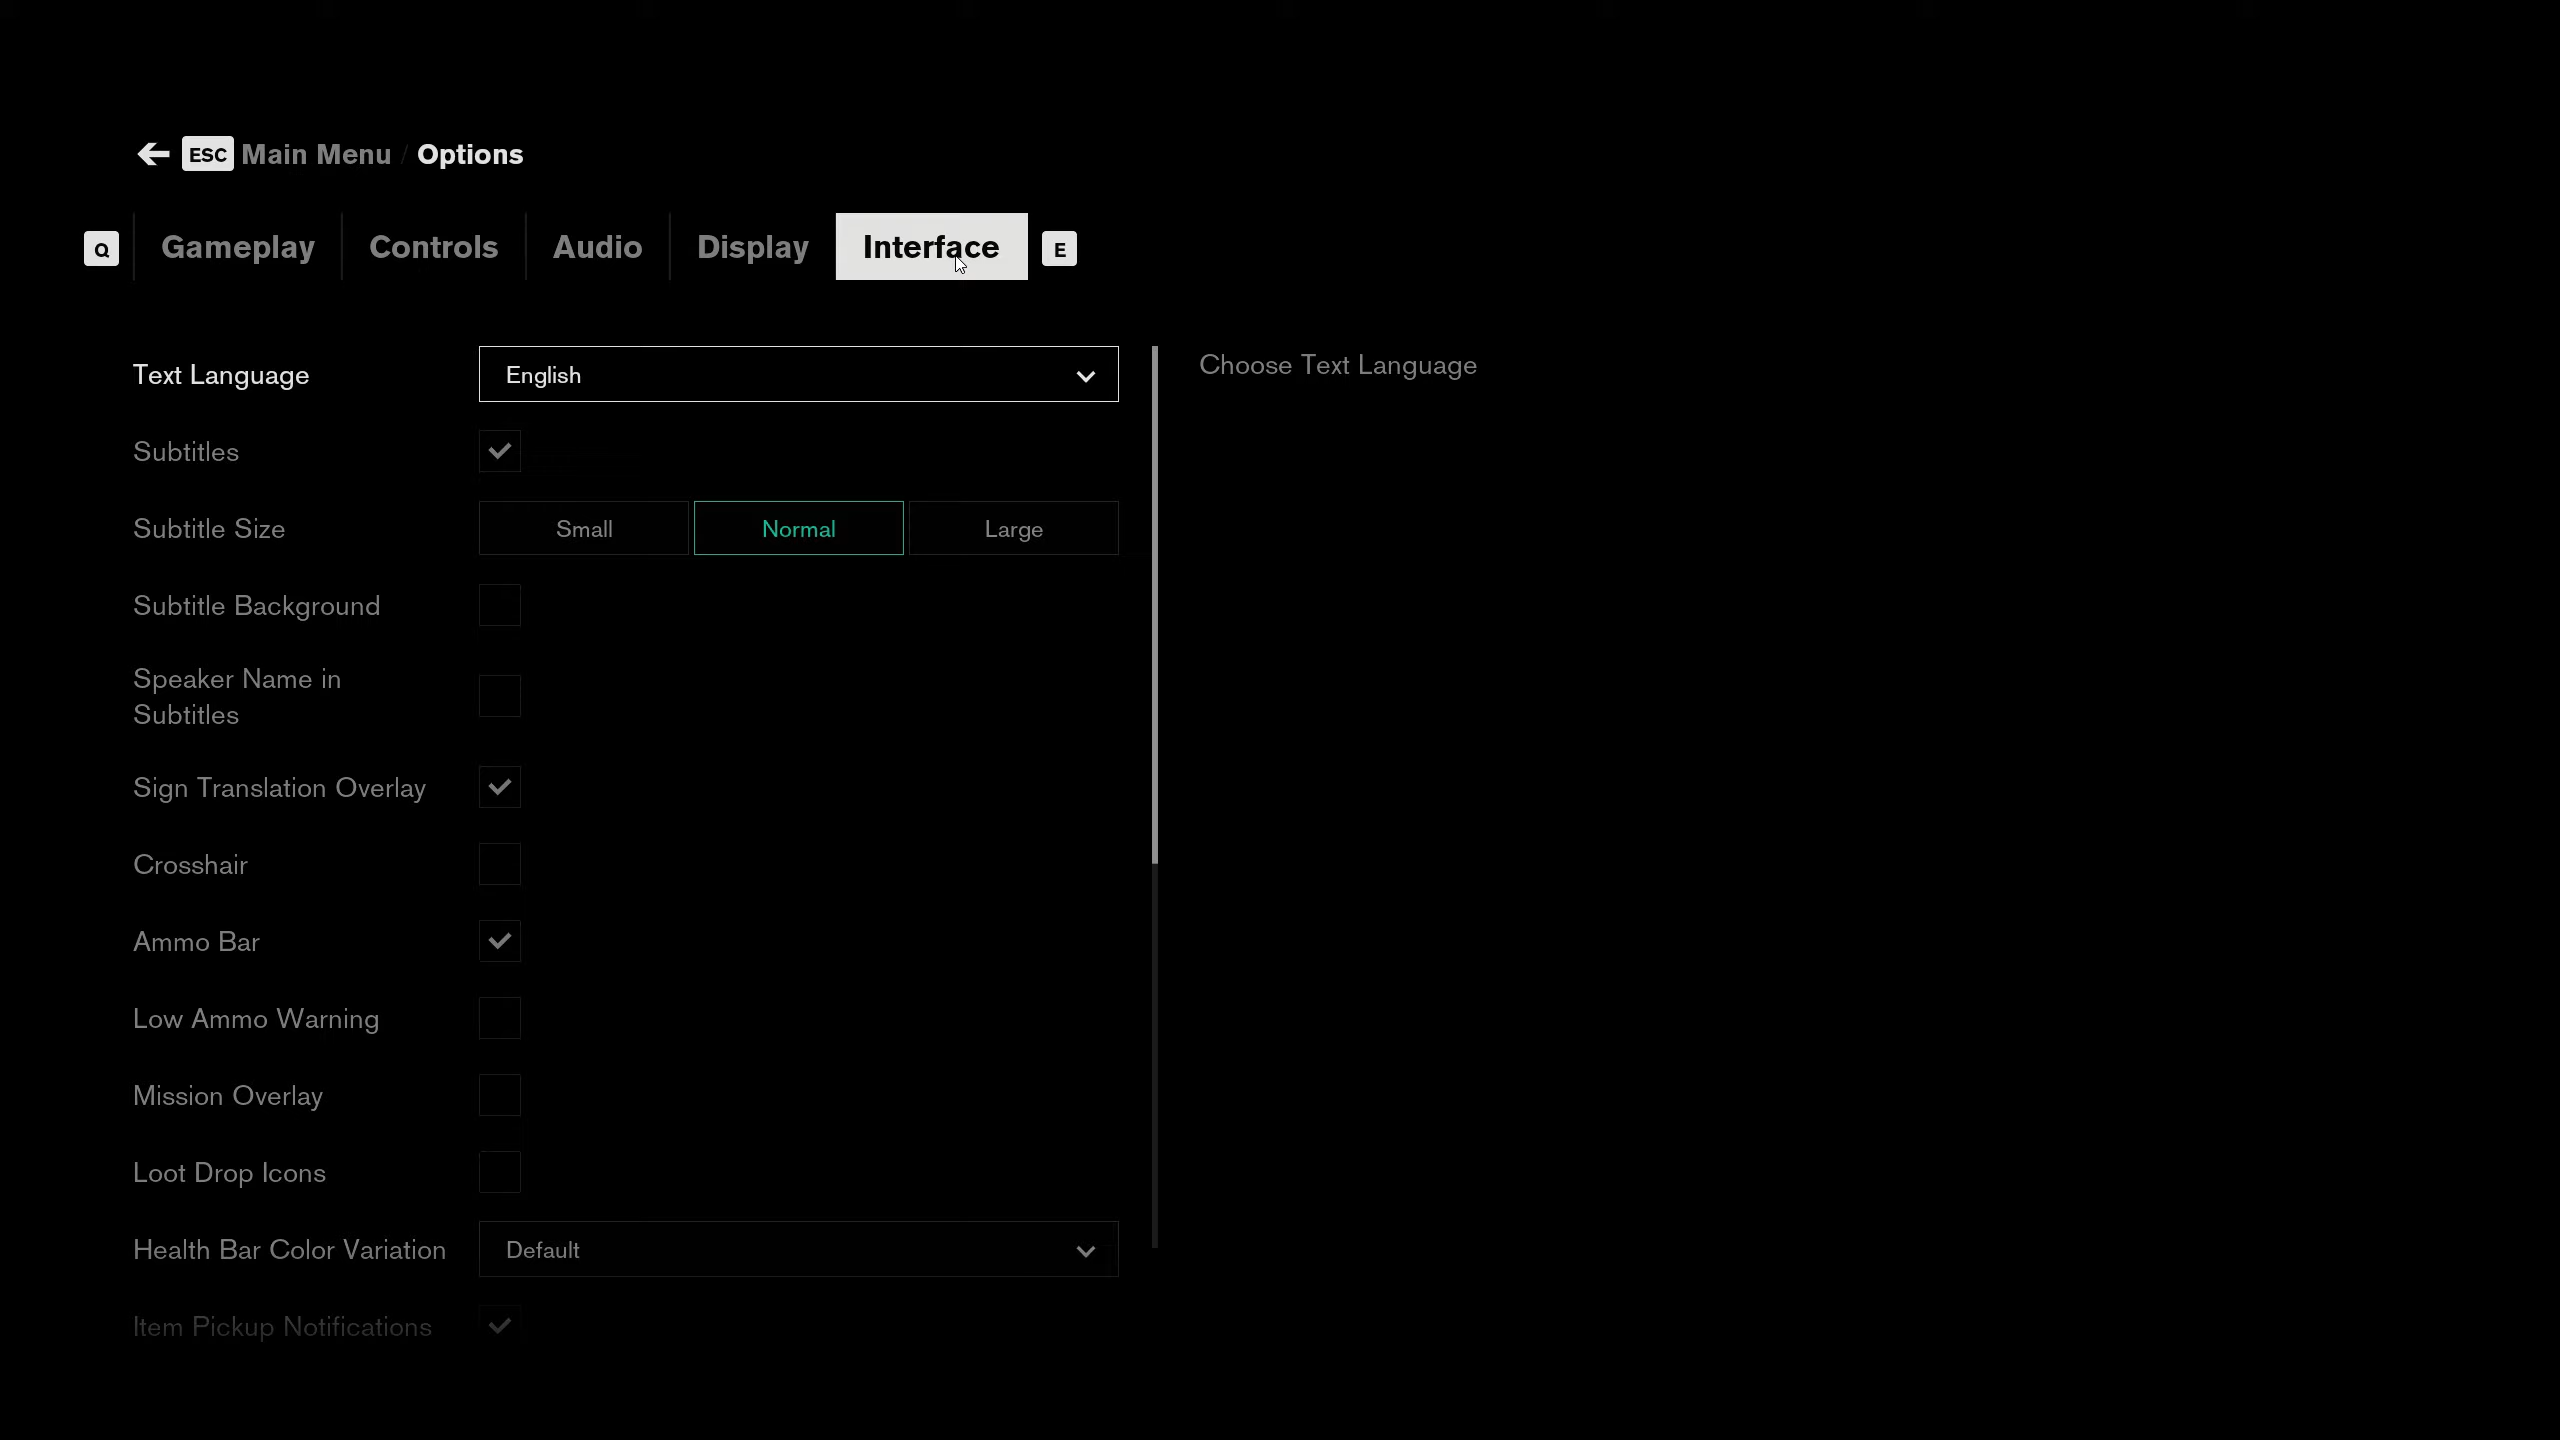 ESC Main Menu / Options
Q Gameplay Controls Audio Display Interface E
Text Language English
Choose Text Language
Subtitles
Subtitle Size Small Normal Large
Subtitle Background
Speaker Name in
Subtitles
Sign Translation Overlay
Crosshair
Ammo Bar
Low Ammo Warning
Mission Overlay
Loot Drop Icons
Health Bar Color Variation Default
Item Pickup Notifications